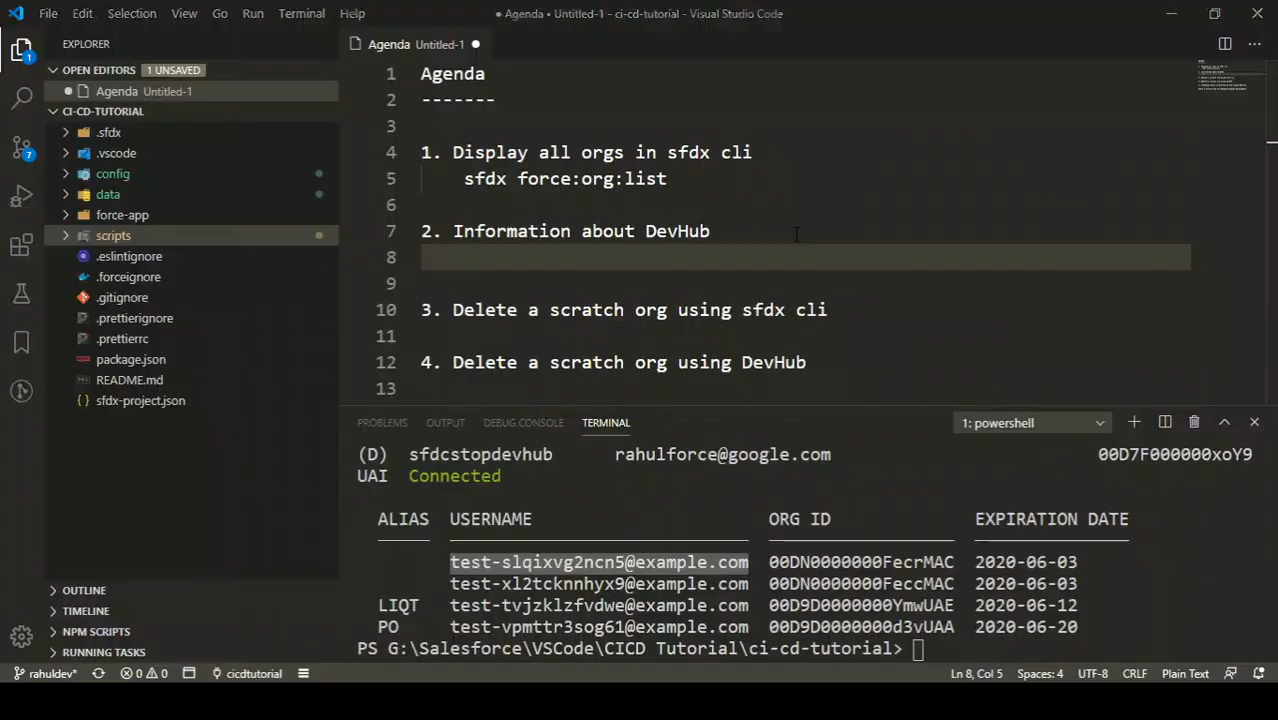 File Edit Selection View Go Run Terminal Help
● Agenda • Untitled-1 - ci-cd-tutorial - Visual Studio Code
EXPLORER
OPEN EDITORS 1 UNSAVED
Agenda Untitled-1
CI-CD-TUTORIAL
.sfdx
.vscode
config
data
force-app
scripts
.eslintignore
.forceignore
.gitignore
.prettierignore
.prettierrc
package.json
README.md
{ } sfdx-project.json
OUTLINE
TIMELINE
NPM SCRIPTS
RUNNING TASKS
1
7
Agenda Untitled-1 ●
1 Agenda
2 -------
3
4 1. Display all orgs in sfdx cli
5 sfdx force:org:list
6
7 2. Information about DevHub
8
9
10 3. Delete a scratch org using sfdx cli
11
12 4. Delete a scratch org using DevHub
13
PROBLEMS OUTPUT DEBUG CONSOLE TERMINAL 1: powershell
(D) sfdcstopdevhub rahulforce@google.com 00D7F000000xoY9
UAI Connected
ALIAS USERNAME ORG ID EXPIRATION DATE
test-slqixvg2ncn5@example.com 00DN0000000FecrMAC 2020-06-03
test-xl2tcknnhyx9@example.com 00DN0000000FeccMAC 2020-06-03
LIQT test-tvjzklzfvdwe@example.com 00D9D0000000YmwUAE 2020-06-12
PO test-vpmttr3sog61@example.com 00D9D0000000d3vUAA 2020-06-20
PS G:\Salesforce\VSCode\CICD Tutorial\ci-cd-tutorial>
rahuldev* 0 0 cicdtutorial Ln 8, Col 5 Spaces: 4 UTF-8 CRLF Plain Text